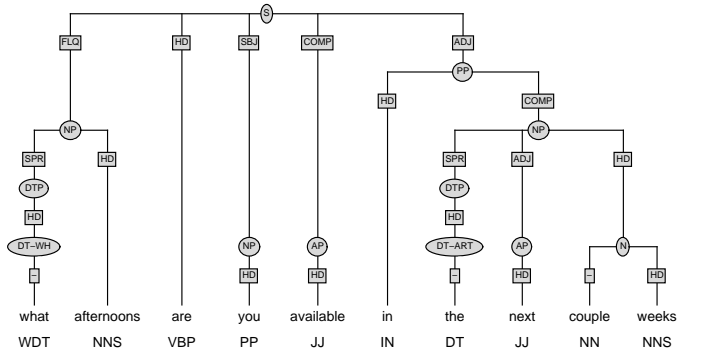 S
FLQ HD SBJ COMP ADJ
PP
HD COMP
NP NP
SPR HD SPR ADJ HD
DTP DTP
HD HD
DT–WH NP AP DT–ART AP N
– HD HD – HD – HD
what afternoons are you available in the next couple weeks
WDT NNS VBP PP JJ IN DT JJ NN NNS